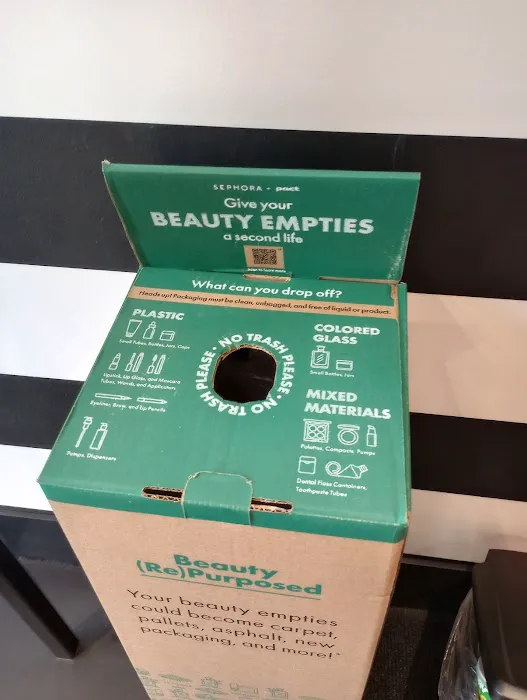 SEPHORA + pact
Give your
BEAUTY EMPTIES
a second life
What can you drop off?
Heads up! Packaging must be clean, unbagged, and free of liquid or product.
PLASTIC
Small Tubes, Bottles, Jars, Caps
Lipstick, Lip Gloss, and Mascara
Tubes, Wands, and Applicators
Eyeliner, Brow, and Lip Pencils
Pumps, Dispensers
NO TRASH PLEASE • NO TRASH PLEASE •
COLORED
GLASS
Small Bottles, Jars
MIXED
MATERIALS
Palettes, Compacts, Pumps
Dental Floss Containers,
Toothpaste Tubes
Beauty
(Re)Purposed
Your beauty empties
could become carpet,
pallets, asphalt, new
packaging, and more!*